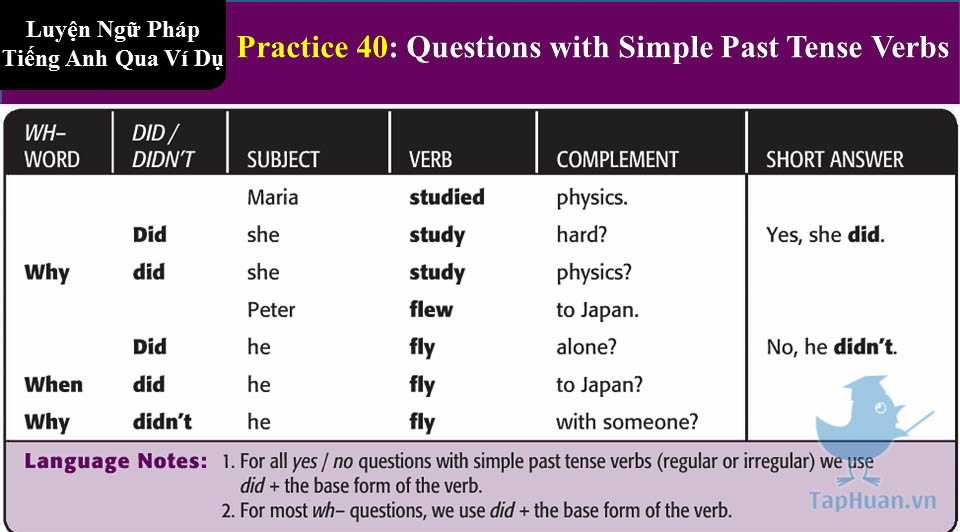 Luyện Ngữ Pháp
Tiếng Anh Qua Ví Dụ
Practice 40: Questions with Simple Past Tense Verbs
WH– WORD DID / DIDN'T SUBJECT VERB COMPLEMENT SHORT ANSWER
Maria studied physics.
Did she study hard? Yes, she did.
Why did she study physics?
Peter flew to Japan.
Did he fly alone? No, he didn't.
When did he fly to Japan?
Why didn't he fly with someone?
Language Notes: 1. For all yes / no questions with simple past tense verbs (regular or irregular) we use
did + the base form of the verb.
2. For most wh– questions, we use did + the base form of the verb.
TapHuan.vn